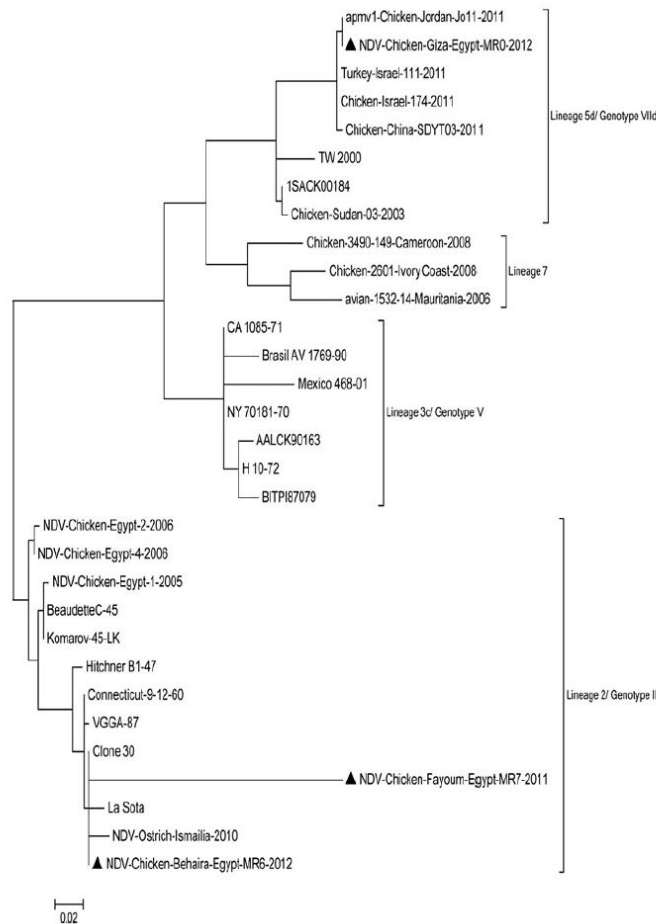 apmv1-Chicken-Jordan-Jo11-2011
NDV-Chicken-Giza-Egypt-MR0-2012
Turkey-Israel-111-2011
Chicken-Israel-174-2011
Chicken-China-SDYT03-2011
TW 2000
1SACK00184
Chicken-Sudan-03-2003
Lineage 5d/ Genotype VIId
Chicken-3490-149-Cameroon-2008
Chicken-2601-Ivory Coast-2008
avian-1532-14-Mauritania-2006
Lineage 7
CA 1085-71
Brasil AV 1769-90
Mexico 468-01
NY 70181-70
AALCK90163
H 10-72
BITPI87079
Lineage 3c/ Genotype V
NDV-Chicken-Egypt-2-2006
NDV-Chicken-Egypt-4-2006
NDV-Chicken-Egypt-1-2005
BeaudetteC-45
Komarov-45-LK
Hitchner B1-47
Connecticut-9-12-60
VGGA-87
Clone 30
NDV-Chicken-Fayoum-Egypt-MR7-2011
La Sota
NDV-Ostrich-Ismailia-2010
NDV-Chicken-Behaira-Egypt-MR6-2012
Lineage 2/ Genotype II
0.02